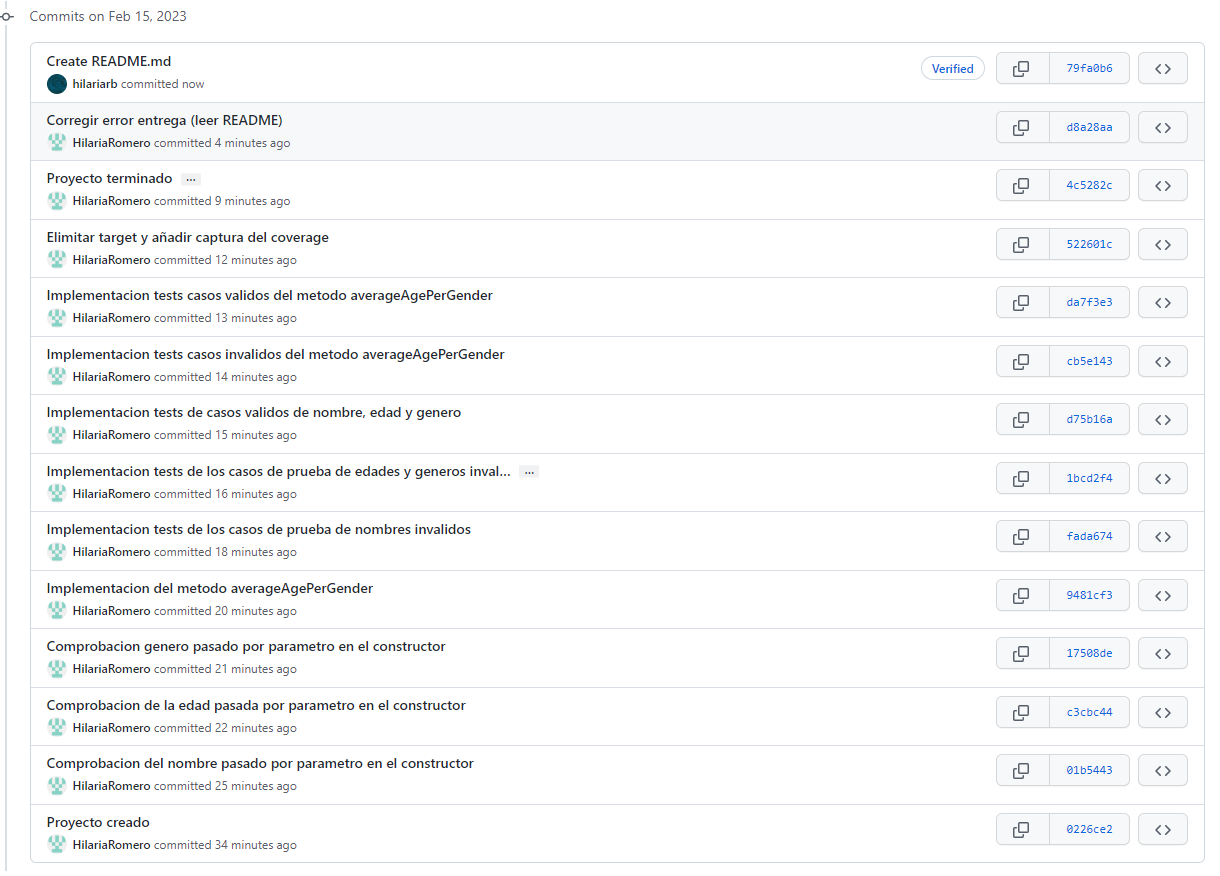 Commits on Feb 15, 2023
Create README.md
hilariarb committed now
Verified
79fa0b6
Corregir error entrega (leer README)
HilariaRomero committed 4 minutes ago
d8a28aa
Proyecto terminado ...
HilariaRomero committed 9 minutes ago
4c5282c
Elimitar target y añadir captura del coverage
HilariaRomero committed 12 minutes ago
522601c
Implementacion tests casos validos del metodo averageAgePerGender
HilariaRomero committed 13 minutes ago
da7f3e3
Implementacion tests casos invalidos del metodo averageAgePerGender
HilariaRomero committed 14 minutes ago
cb5e143
Implementacion tests de casos validos de nombre, edad y genero
HilariaRomero committed 15 minutes ago
d75b16a
Implementacion tests de los casos de prueba de edades y generos inval... ...
HilariaRomero committed 16 minutes ago
1bcd2f4
Implementacion tests de los casos de prueba de nombres invalidos
HilariaRomero committed 18 minutes ago
fada674
Implementacion del metodo averageAgePerGender
HilariaRomero committed 20 minutes ago
9481cf3
Comprobacion genero pasado por parametro en el constructor
HilariaRomero committed 21 minutes ago
17508de
Comprobacion de la edad pasada por parametro en el constructor
HilariaRomero committed 22 minutes ago
c3cbc44
Comprobacion del nombre pasado por parametro en el constructor
HilariaRomero committed 25 minutes ago
01b5443
Proyecto creado
HilariaRomero committed 34 minutes ago
0226ce2